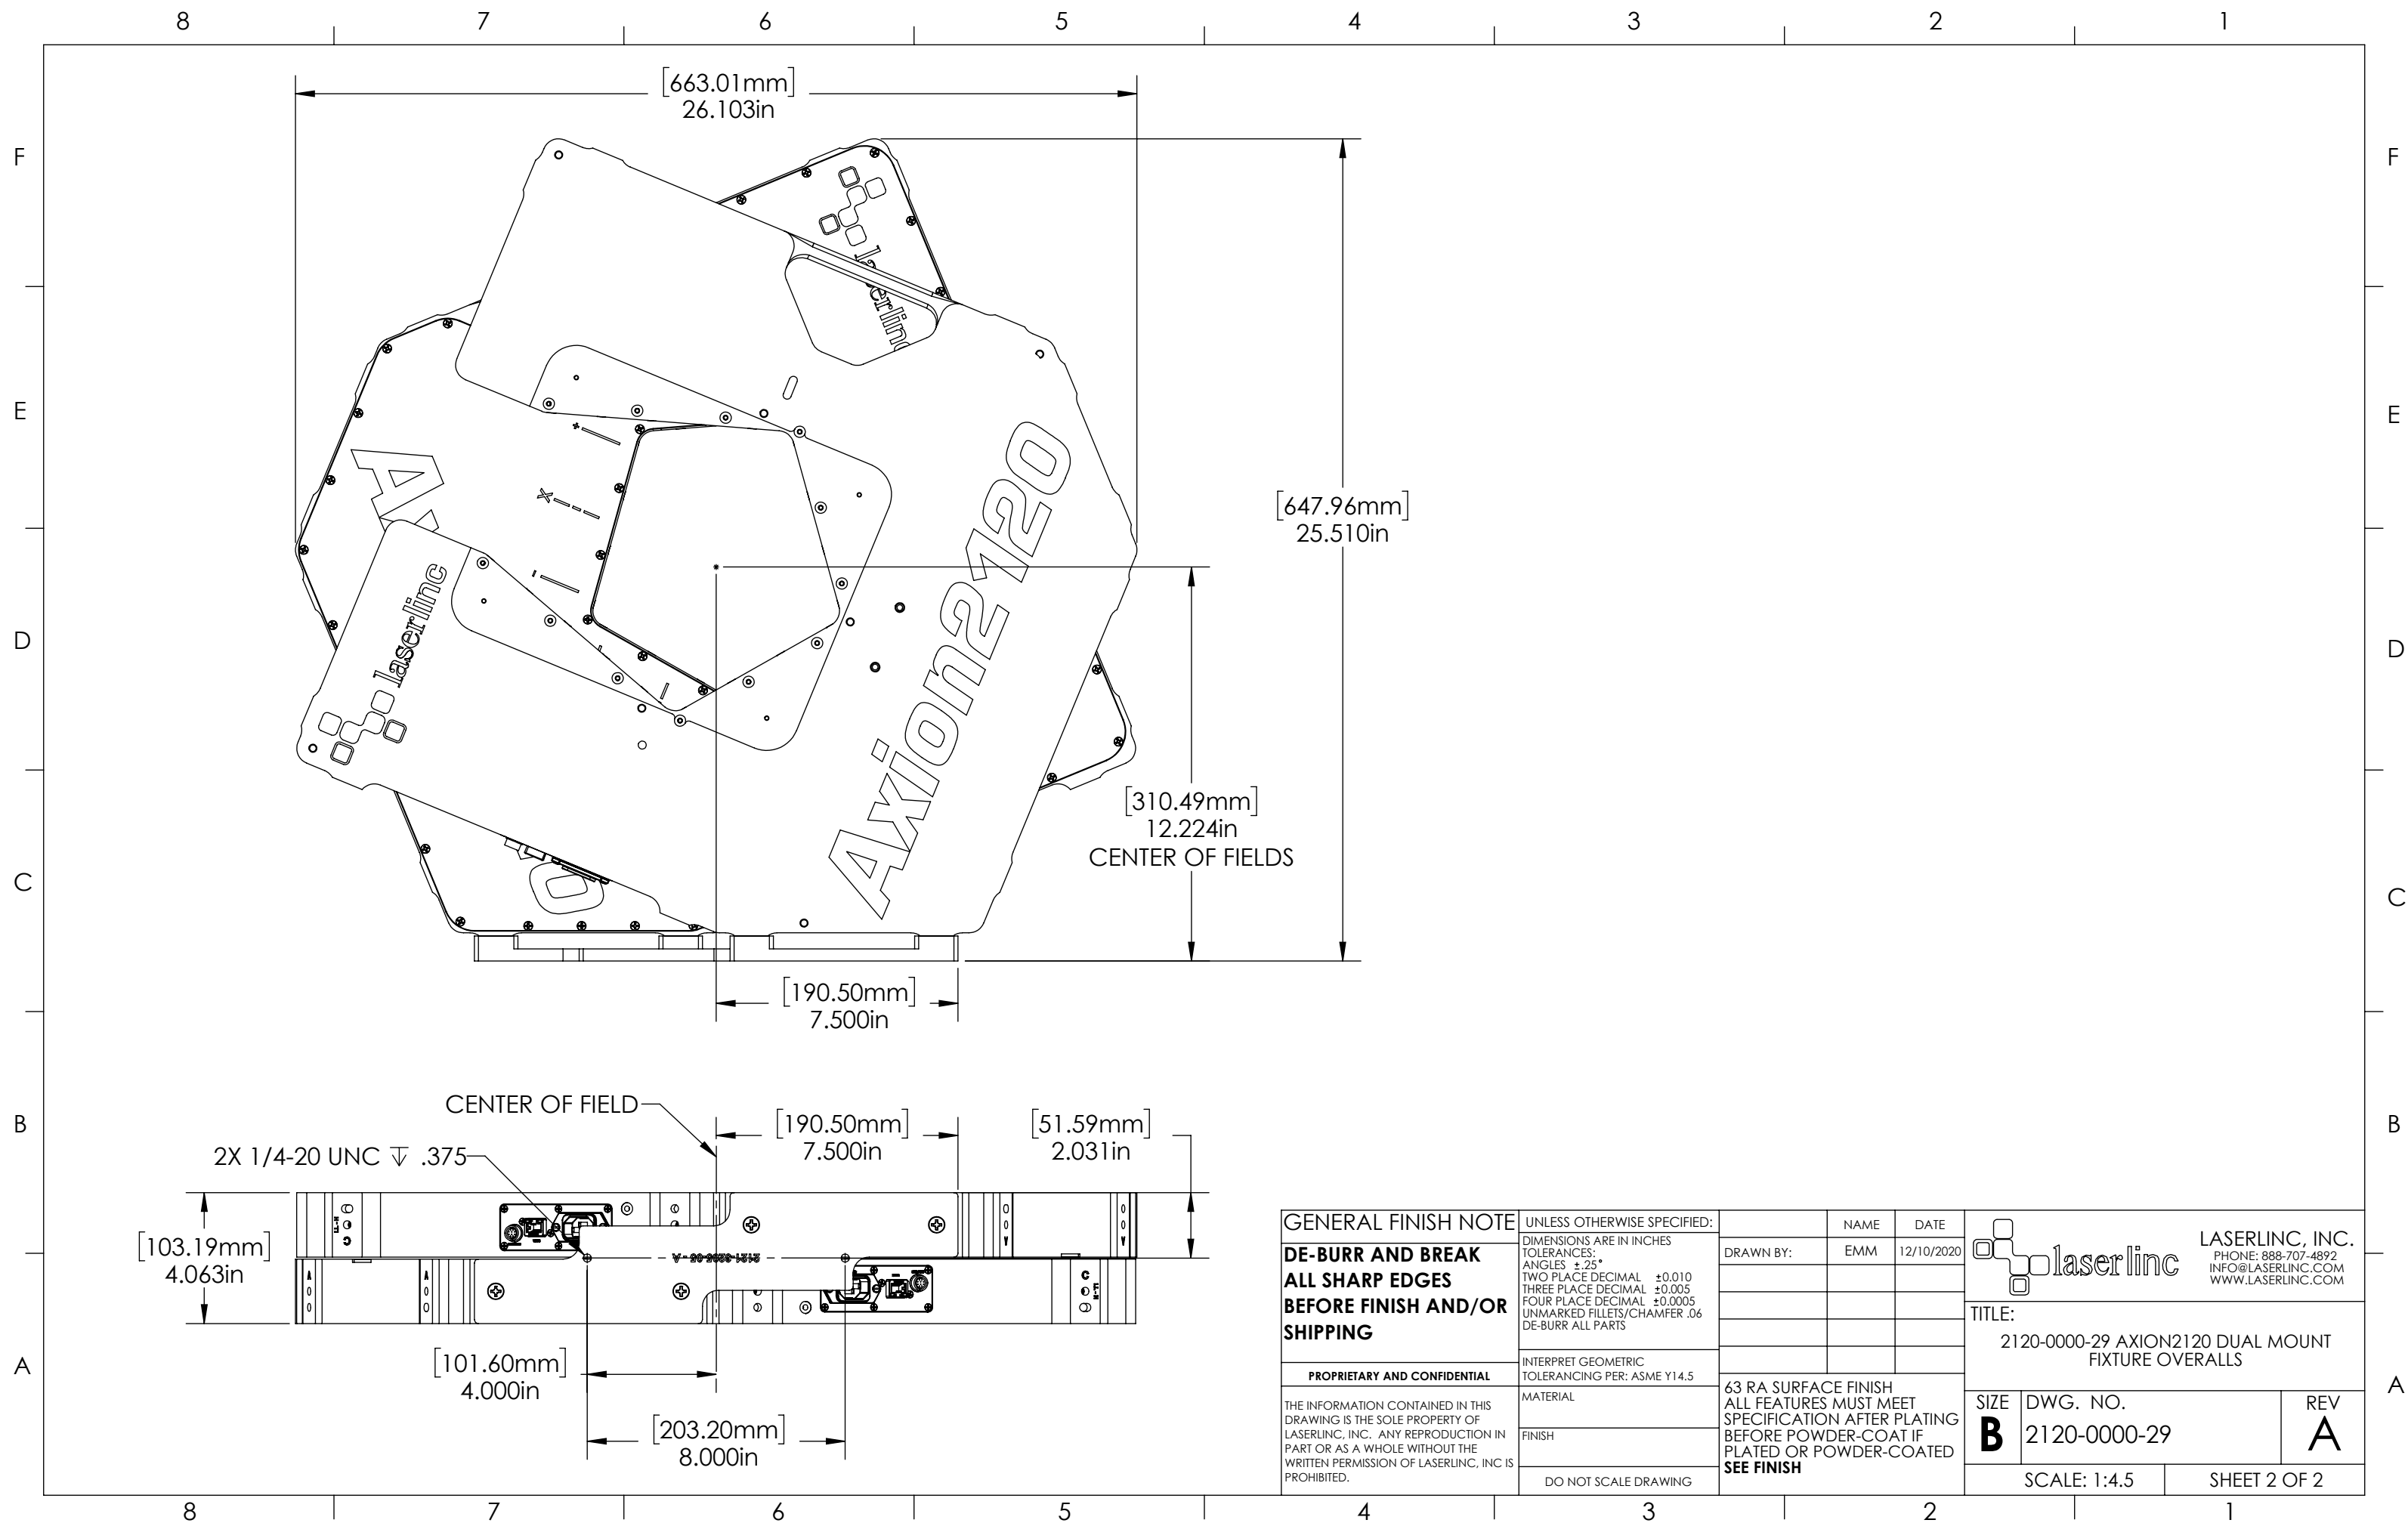 8 7 6 5 4 3 2 1
F
E
D
C
B
A
F
E
D
C
B
A
[663.01mm]
26.103in
laserlinc
[647.96mm]
25.510in
A
+
X
-
laserlinc
Axion2120
[310.49mm]
12.224in
CENTER OF FIELDS
0
[190.50mm]
7.500in
CENTER OF FIELD
[190.50mm]
7.500in
[51.59mm]
2.031in
2X 1/4-20 UNC ↧ .375
[103.19mm]
4.063in
[101.60mm]
4.000in
[203.20mm]
8.000in
GENERAL FINISH NOTE
DE-BURR AND BREAK
ALL SHARP EDGES
BEFORE FINISH AND/OR
SHIPPING
PROPRIETARY AND CONFIDENTIAL
THE INFORMATION CONTAINED IN THIS
DRAWING IS THE SOLE PROPERTY OF
LASERLINC, INC. ANY REPRODUCTION IN
PART OR AS A WHOLE WITHOUT THE
WRITTEN PERMISSION OF LASERLINC, INC IS
PROHIBITED.
UNLESS OTHERWISE SPECIFIED:
DIMENSIONS ARE IN INCHES
TOLERANCES:
ANGLES ±.25°
TWO PLACE DECIMAL ±0.010
THREE PLACE DECIMAL ±0.005
FOUR PLACE DECIMAL ±0.0005
UNMARKED FILLETS/CHAMFER .06
DE-BURR ALL PARTS
INTERPRET GEOMETRIC
TOLERANCING PER: ASME Y14.5
MATERIAL
FINISH
DO NOT SCALE DRAWING
NAME DATE
DRAWN BY: EMM 12/10/2020
63 RA SURFACE FINISH
ALL FEATURES MUST MEET
SPECIFICATION AFTER PLATING
BEFORE POWDER-COAT IF
PLATED OR POWDER-COATED
SEE FINISH
laserlinc
LASERLINC, INC.
PHONE: 888-707-4892
INFO@LASERLINC.COM
WWW.LASERLINC.COM
TITLE:
2120-0000-29 AXION2120 DUAL MOUNT
FIXTURE OVERALLS
SIZE
B
DWG. NO.
2120-0000-29
REV
A
SCALE: 1:4.5
SHEET 2 OF 2
8 7 6 5 4 3 2 1